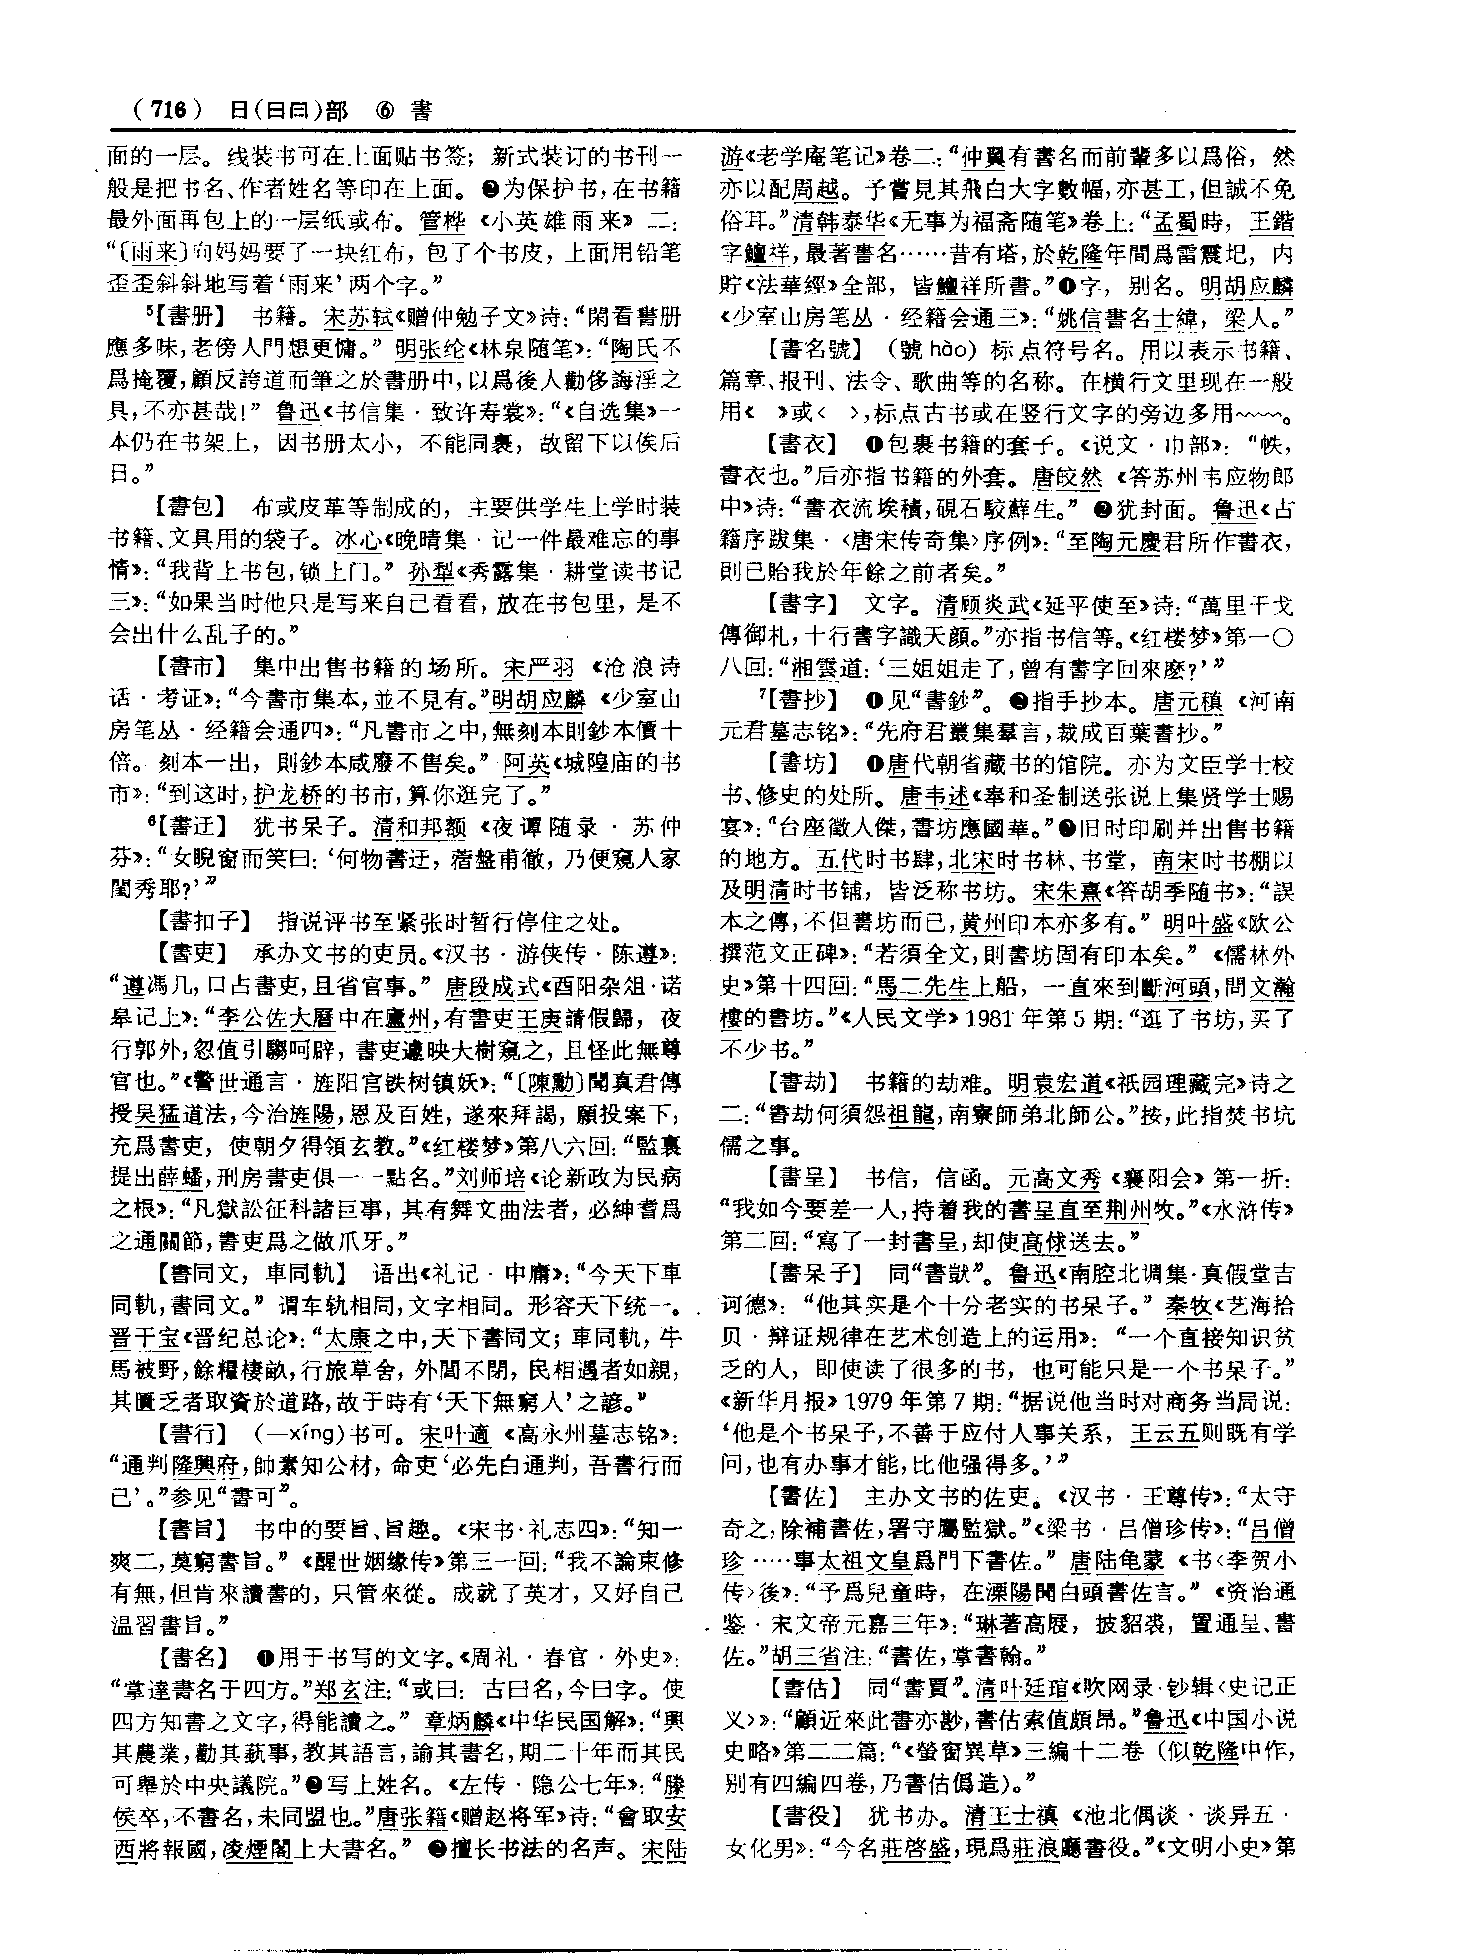 (716) 日(日曰)部 ⑥ 書
面的一层。线装书可在上面贴书签；新式装订的书刊一
般是把书名、作者姓名等印在上面。❷为保护书，在书籍
最外面再包上的一层纸或布。管桦《小英雄雨来》二：
“〔雨来〕向妈妈要了一块红布，包了个书皮，上面用铅笔
歪歪斜斜地写着‘雨来’两个字。”
⁵【書册】 书籍。宋苏轼《赠仲勉子文》诗：“閑看書册
應多味，老傍人門想更慵。”明张纶《林泉随笔》：“陶氏不
爲掩覆，顧反誇道而筆之於書册中，以爲後人勸侈誨淫之
具，不亦甚哉！”鲁迅《书信集·致许寿裳》：“《自选集》一
本仍在书架上，因书册太小，不能同裹，故留下以俟后
日。”
【書包】 布或皮革等制成的，主要供学生上学时装
书籍、文具用的袋子。冰心《晚晴集·记一件最难忘的事
情》：“我背上书包，锁上门。”孙犁《秀露集·耕堂读书记
三》：“如果当时他只是写来自己看看，放在书包里，是不
会出什么乱子的。”
【書市】 集中出售书籍的场所。宋严羽《沧浪诗
话·考证》：“今書市集本，並不見有。”明胡应麟《少室山
房笔丛·经籍会通四》：“凡書市之中，無刻本則鈔本價十
倍。刻本一出，則鈔本咸廢不售矣。”阿英《城隍庙的书
市》：“到这时，护龙桥的书市，算你逛完了。”
⁶【書迂】 犹书呆子。清和邦额《夜谭随录·苏仲
芬》：“女睨窗而笑曰：‘何物書迂，蓿盤甫徹，乃便窺人家
閨秀耶？’”
【書扣子】 指说评书至紧张时暂行停住之处。
【書吏】 承办文书的吏员。《汉书·游侠传·陈遵》：
“遵馮几，口占書吏，且省官事。”唐段成式《酉阳杂俎·诺
皋记上》：“李公佐大曆中在廬州，有書吏王庚請假歸，夜
行郭外，忽值引騶呵辟，書吏遽映大樹窺之，且怪此無尊
官也。”《警世通言·旌阳宫铁树镇妖》：“〔陳勳〕聞真君傳
授吴猛道法，今治旌陽，恩及百姓，遂來拜謁，願投案下，
充爲書吏，使朝夕得領玄教。”《红楼梦》第八六回：“監裏
提出薛蟠，刑房書吏俱一一點名。”刘师培《论新政为民病
之根》：“凡獄訟征科諸巨事，其有舞文曲法者，必紳耆爲
之通關節，書吏爲之做爪牙。”
【書同文，車同軌】 语出《礼记·中庸》：“今天下車
同軌，書同文。”谓车轨相同，文字相同。形容天下统一。
晋干宝《晋纪总论》：“太康之中，天下書同文；車同軌，牛
馬被野，餘糧棲畝，行旅草舍，外閭不閉，民相遇者如親，
其匱乏者取資於道路，故于時有‘天下無窮人’之諺。”
【書行】 (—xíng)书可。宋叶適《高永州墓志铭》：
“通判隆興府，帥素知公材，命吏‘必先白通判，吾書行而
已’。”参见“書可”。
【書旨】 书中的要旨、旨趣。《宋书·礼志四》：“知一
爽二，莫窮書旨。”《醒世姻缘传》第三一回：“我不論束修
有無，但肯來讀書的，只管來從。成就了英才，又好自己
温習書旨。”
【書名】 ❶用于书写的文字。《周礼·春官·外史》：
“掌達書名于四方。”郑玄注：“或曰：古曰名，今曰字。使
四方知書之文字，得能讀之。”章炳麟《中华民国解》：“興
其農業，勸其蓺事，教其語言，諭其書名，期二十年而其民
可舉於中央議院。”❷写上姓名。《左传·隐公七年》：“滕
侯卒，不書名，未同盟也。”唐张籍《赠赵将军》诗：“會取安
西將報國，凌煙閣上大書名。”❸擅长书法的名声。宋陆
游《老学庵笔记》卷二：“仲翼有書名而前輩多以爲俗，然
亦以配周越。予嘗見其飛白大字數幅，亦甚工，但誠不免
俗耳。”清韩泰华《无事为福斋随笔》卷上：“孟蜀時，王鍇
字鱣祥，最著書名……昔有塔，於乾隆年間爲雷震圮，内
貯《法華經》全部，皆鱣祥所書。”❹字，别名。明胡应麟
《少室山房笔丛·经籍会通三》：“姚信書名士緯，梁人。”
【書名號】 (號hào)标点符号名。用以表示书籍、
篇章、报刊、法令、歌曲等的名称。在横行文里现在一般
用《 》或〈 〉，标点古书或在竖行文字的旁边多用﹏﹏。
【書衣】 ❶包裹书籍的套子。《说文·巾部》：“帙，
書衣也。”后亦指书籍的外套。唐皎然《答苏州韦应物郎
中》诗：“書衣流埃積，硯石駁蘚生。”❷犹封面。鲁迅《古
籍序跋集·〈唐宋传奇集〉序例》：“至陶元慶君所作書衣，
則已貽我於年餘之前者矣。”
【書字】 文字。清顾炎武《延平使至》诗：“萬里干戈
傳御札，十行書字識天顔。”亦指书信等。《红楼梦》第一〇
八回：“湘雲道：‘三姐姐走了，曾有書字回來麽？’”
⁷【書抄】 ❶见“書鈔”。❷指手抄本。唐元稹《河南
元君墓志铭》：“先府君叢集羣言，裁成百葉書抄。”
【書坊】 ❶唐代朝省藏书的馆院。亦为文臣学士校
书、修史的处所。唐韦述《奉和圣制送张说上集贤学士赐
宴》：“台座徵人傑，書坊應國華。”❷旧时印刷并出售书籍
的地方。五代时书肆，北宋时书林、书堂，南宋时书棚以
及明清时书铺，皆泛称书坊。宋朱熹《答胡季随书》：“誤
本之傳，不但書坊而已，黄州印本亦多有。”明叶盛《欧公
撰范文正碑》：“若須全文，則書坊固有印本矣。”《儒林外
史》第十四回：“馬二先生上船，一直來到斷河頭，問文瀚
樓的書坊。”《人民文学》1981年第5期：“逛了书坊，买了
不少书。”
【書劫】 书籍的劫难。明袁宏道《祇园理藏完》诗之
二：“書劫何須怨祖龍，南寮師弟北師公。”按，此指焚书坑
儒之事。
【書呈】 书信，信函。元高文秀《襄阳会》第一折：
“我如今要差一人，持着我的書呈直至荆州牧。”《水浒传》
第二回：“寫了一封書呈，却使高俅送去。”
【書呆子】 同“書獃”。鲁迅《南腔北调集·真假堂吉
诃德》：“他其实是个十分老实的书呆子。”秦牧《艺海拾
贝·辩证规律在艺术创造上的运用》：“一个直接知识贫
乏的人，即使读了很多的书，也可能只是一个书呆子。”
《新华月报》1979年第7期：“据说他当时对商务当局说：
‘他是个书呆子，不善于应付人事关系，王云五则既有学
问，也有办事才能，比他强得多。’”
【書佐】 主办文书的佐吏。《汉书·王尊传》：“太守
奇之，除補書佐，署守屬監獄。”《梁书·吕僧珍传》：“吕僧
珍……事太祖文皇爲門下書佐。”唐陆龟蒙《书〈李贺小
传〉後》：“予爲兒童時，在溧陽聞白頭書佐言。”《资治通
鉴·宋文帝元嘉三年》：“琳著高屐，披貂裘，置通呈、書
佐。”胡三省注：“書佐，掌書翰。”
【書估】 同“書賈”。清叶廷琯《吹网录·钞辑〈史记正
义〉》：“顧近來此書亦尠，書估索值頗昂。”鲁迅《中国小说
史略》第二二篇：“《螢窗異草》三編十二卷（似乾隆中作，
别有四編四卷，乃書估僞造）。”
【書役】 犹书办。清王士禛《池北偶谈·谈异五·
女化男》：“今名莊啓盛，現爲莊浪廳書役。”《文明小史》第